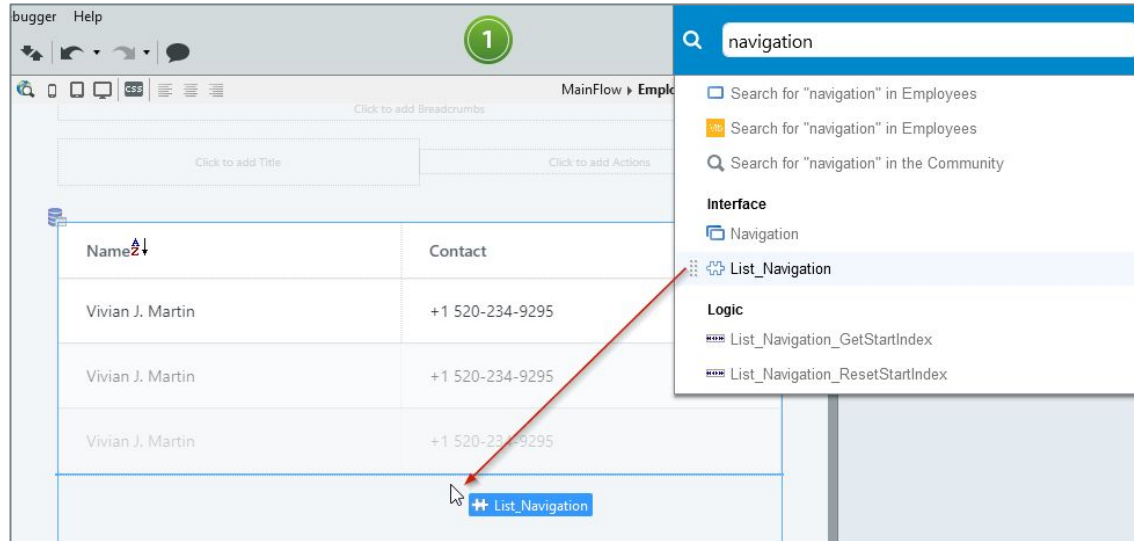 bugger Help
1
navigation
MainFlow ▸ Emplo
CSS
Click to add Breadcrumbs
Click to add Title
Click to add Actions
Name
Contact
Vivian J. Martin
+1 520-234-9295
Vivian J. Martin
+1 520-234-9295
Vivian J. Martin
+1 520-234-9295
List_Navigation
Search for "navigation" in Employees
Search for "navigation" in Employees
Search for "navigation" in the Community
Interface
Navigation
List_Navigation
Logic
List_Navigation_GetStartIndex
List_Navigation_ResetStartIndex